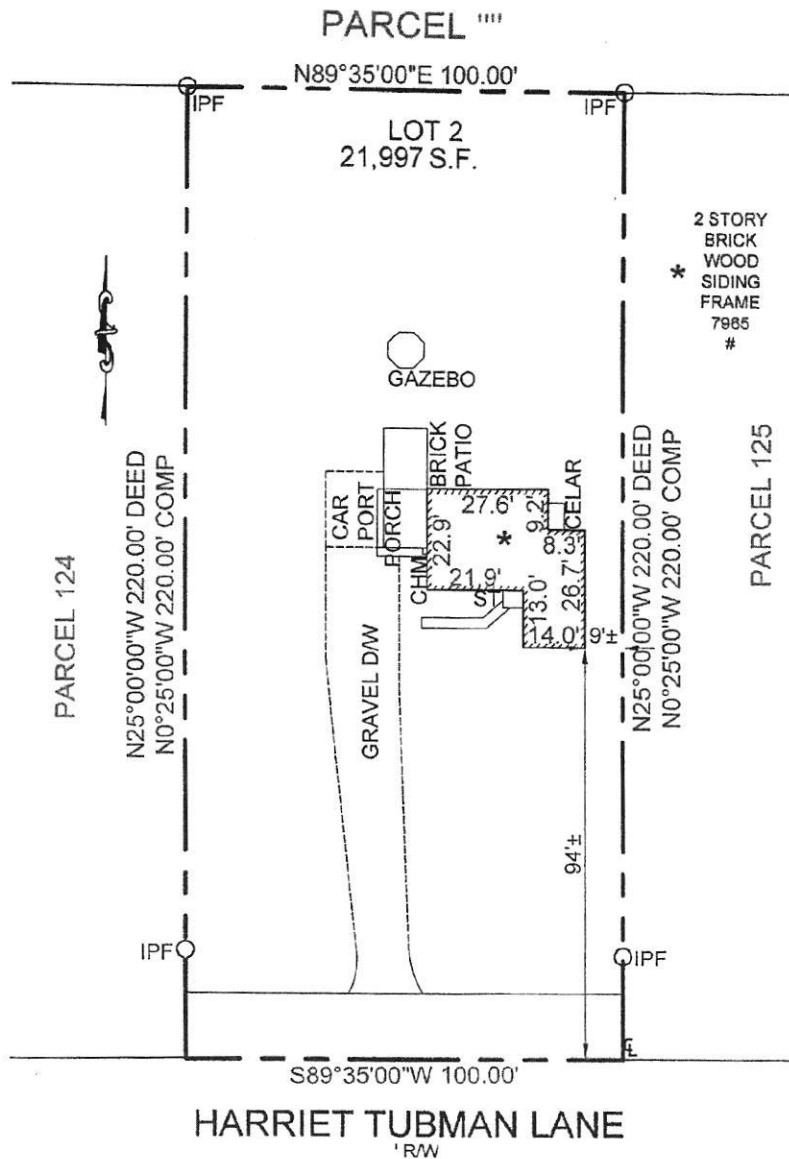 PARCEL ""
N89°35'00"E 100.00'
IPF
IPF
LOT 2
21,997 S.F.
2 STORY
BRICK
WOOD
* SIDING
FRAME
7965
#
GAZEBO
BRICK
PATIO
CELAR
CAR
PORT
PORCH
27.6'
9.2'
*
8.3'
22.9'
21.9'
CHM
ST
13.0'
26.7'
14.0'
9'±
N25°00'00"W 220.00' DEED
N0°25'00"W 220.00' COMP
N25°00'00"W 220.00' DEED
N0°25'00"W 220.00' COMP
PARCEL 124
PARCEL 125
GRAVEL D/W
94'±
IPF
IPF
℄
S89°35'00"W 100.00'
HARRIET TUBMAN LANE
' R/W